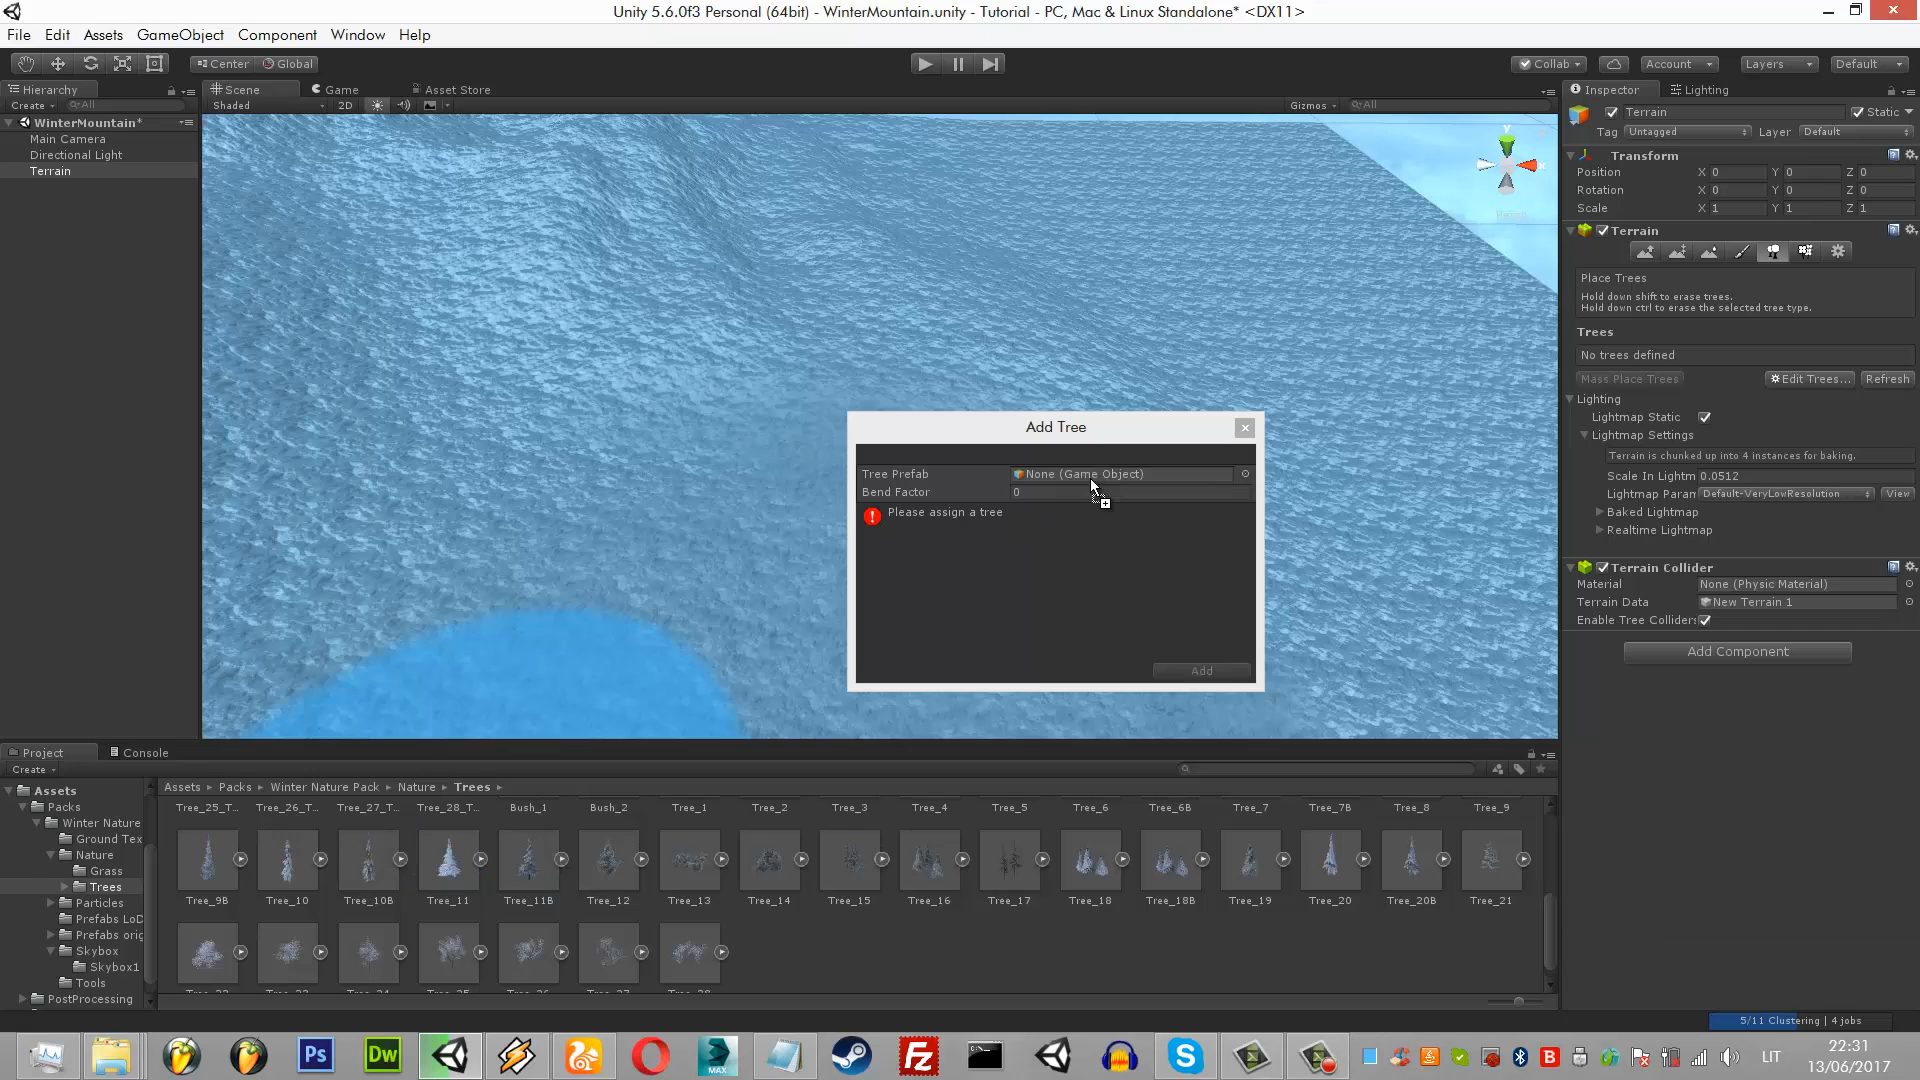 Unity 5.6.0f3 Personal (64bit) - WinterMountain.unity - Tutorial - PC, Mac & Linux Standalone* <DX11>
File Edit Assets GameObject Component Window Help
Center Global
Collab Account Layers Default
Hierarchy
Create All
WinterMountain*
Main Camera
Directional Light
Terrain
Scene Game Asset Store
Shaded 2D Gizmos All
Add Tree
Tree Prefab None (Game Object)
Bend Factor 0
Please assign a tree
Add
Inspector Lighting
Terrain Static
Tag Untagged Layer Default
Transform
Position X 0 Y 0 Z 0
Rotation X 0 Y 0 Z 0
Scale X 1 Y 1 Z 1
Terrain
Place Trees
Hold down shift to erase trees.
Hold down ctrl to erase the selected tree type.
Trees
No trees defined
Mass Place Trees Edit Trees... Refresh
Lighting
Lightmap Static
Lightmap Settings
Terrain is chunked up into 4 instances for baking.
Scale In Lightm 0.0512
Lightmap Paran Default-VeryLowResolution View
Baked Lightmap
Realtime Lightmap
Terrain Collider
Material None (Physic Material)
Terrain Data New Terrain 1
Enable Tree Colliders
Add Component
Project Console
Create
Assets
Packs
Winter Nature
Ground Tex
Nature
Grass
Trees
Particles
Prefabs LoD
Prefabs orig
Skybox
Skybox1
Tools
PostProcessing
Assets Packs Winter Nature Pack Nature Trees
Tree_25_T... Tree_26_T... Tree_27_T... Tree_28_T... Bush_1 Bush_2 Tree_1 Tree_2 Tree_3 Tree_4 Tree_5 Tree_6 Tree_6B Tree_7 Tree_7B Tree_8 Tree_9
Tree_9B Tree_10 Tree_10B Tree_11 Tree_11B Tree_12 Tree_13 Tree_14 Tree_15 Tree_16 Tree_17 Tree_18 Tree_18B Tree_19 Tree_20 Tree_20B Tree_21
5/11 Clustering | 4 jobs
Ps Dw MAX Fz
LIT
22:31
13/06/2017